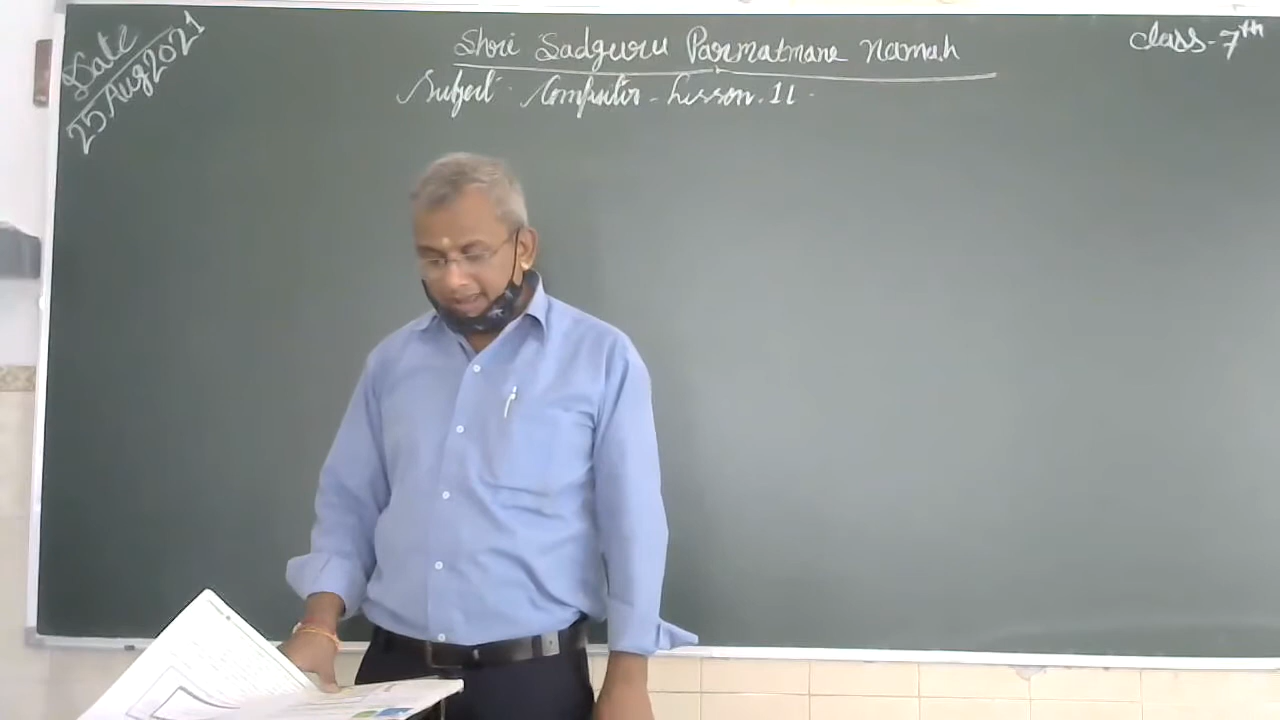 Date
25 Aug 2021
Shri Sadguru Parmatmane Namah
Class-7th
Subject - Computer - Lesson. 11